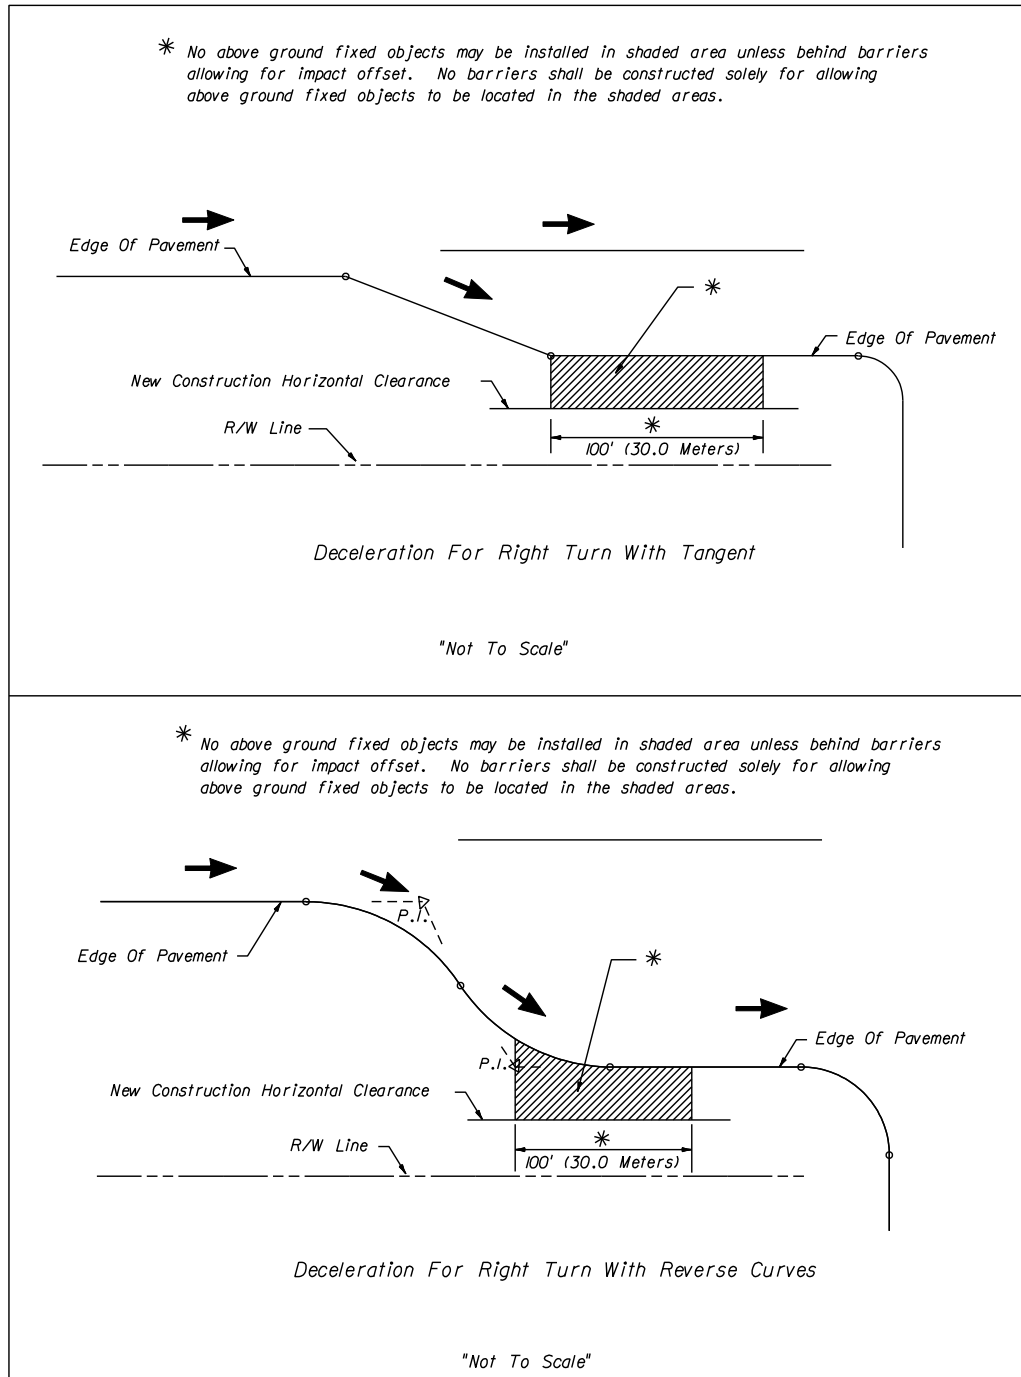 * No above ground fixed objects may be installed in shaded area unless behind barriers
allowing for impact offset. No barriers shall be constructed solely for allowing
above ground fixed objects to be located in the shaded areas.
Edge Of Pavement
*
Edge Of Pavement
New Construction Horizontal Clearance
R/W Line
*
100' (30.0 Meters)
Deceleration For Right Turn With Tangent
"Not To Scale"
* No above ground fixed objects may be installed in shaded area unless behind barriers
allowing for impact offset. No barriers shall be constructed solely for allowing
above ground fixed objects to be located in the shaded areas.
P.I.
Edge Of Pavement
*
Edge Of Pavement
P.I.
New Construction Horizontal Clearance
R/W Line
*
100' (30.0 Meters)
Deceleration For Right Turn With Reverse Curves
"Not To Scale"